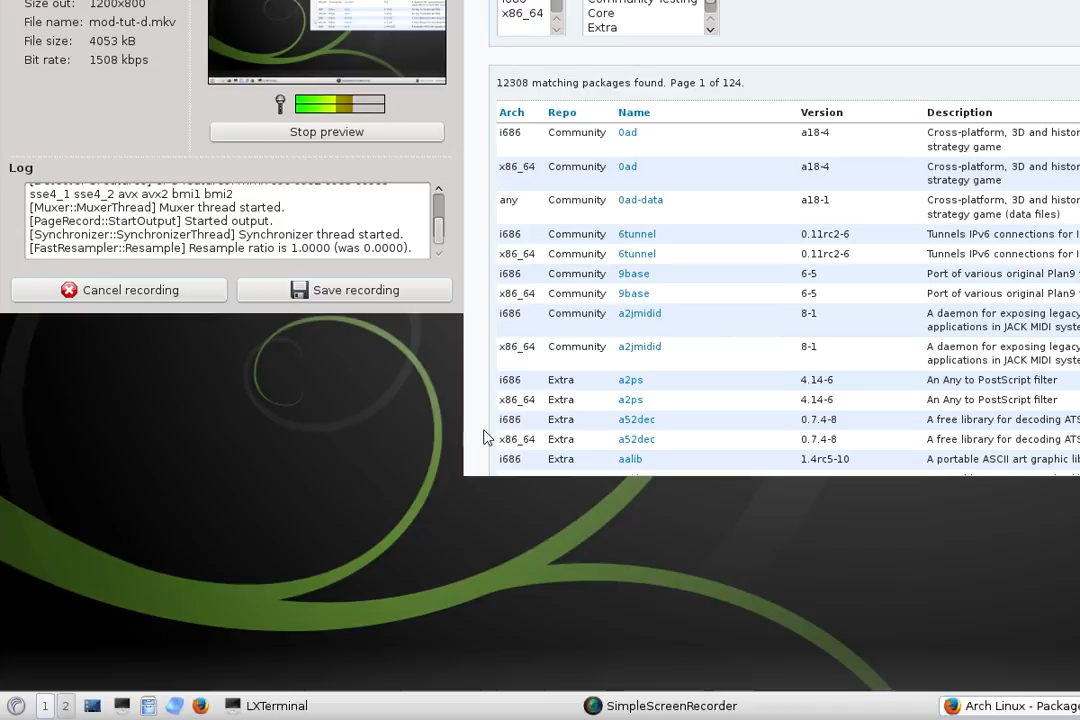 Size out: 1200x800
File name: mod-tut-d.mkv
File size: 4053 kB
Bit rate: 1508 kbps
Stop preview
Log
sse4_1 sse4_2 avx avx2 bmi1 bmi2
[Muxer::MuxerThread] Muxer thread started.
[PageRecord::StartOutput] Started output.
[Synchronizer::SynchronizerThread] Synchronizer thread started.
[FastResampler::Resample] Resample ratio is 1.0000 (was 0.0000).
Cancel recording
Save recording
x86_64
Community-Testing
Core
Extra
12308 matching packages found. Page 1 of 124.
Arch Repo Name Version Description
i686 Community 0ad a18-4 Cross-platform, 3D and histor
strategy game
x86_64 Community 0ad a18-4 Cross-platform, 3D and histor
strategy game
any Community 0ad-data a18-1 Cross-platform, 3D and histor
strategy game (data files)
i686 Community 6tunnel 0.11rc2-6 Tunnels IPv6 connections for I
x86_64 Community 6tunnel 0.11rc2-6 Tunnels IPv6 connections for I
i686 Community 9base 6-5 Port of various original Plan9
x86_64 Community 9base 6-5 Port of various original Plan9
i686 Community a2jmidid 8-1 A daemon for exposing legacy
applications in JACK MIDI syste
x86_64 Community a2jmidid 8-1 A daemon for exposing legacy
applications in JACK MIDI syste
i686 Extra a2ps 4.14-6 An Any to PostScript filter
x86_64 Extra a2ps 4.14-6 An Any to PostScript filter
i686 Extra a52dec 0.7.4-8 A free library for decoding ATS
x86_64 Extra a52dec 0.7.4-8 A free library for decoding ATS
i686 Extra aalib 1.4rc5-10 A portable ASCII art graphic lib
1 2 LXTerminal SimpleScreenRecorder Arch Linux - Package